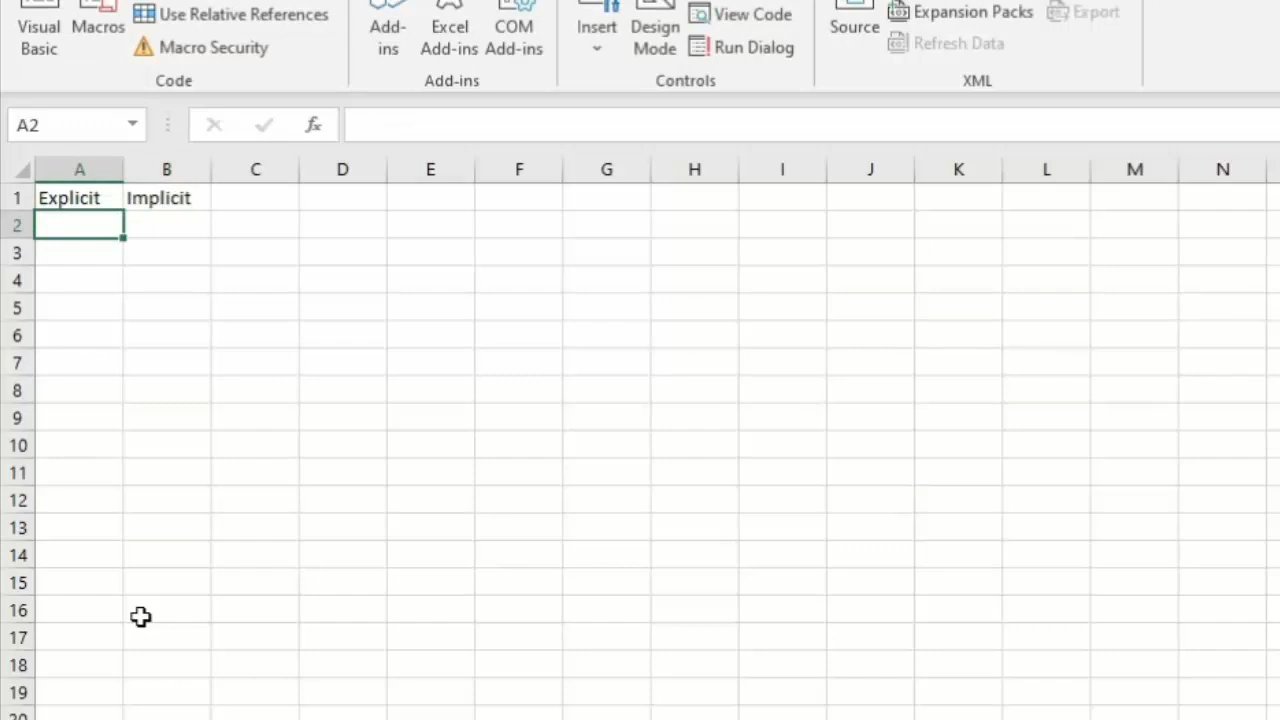 Visual Basic
Macros
Use Relative References
Macro Security
Code
Add-ins
Excel Add-ins
COM Add-ins
Add-ins
Insert
Design Mode
View Code
Run Dialog
Controls
Source
Expansion Packs
Export
Refresh Data
XML
A2
fx
A B C D E F G H I J K L M N
1 Explicit Implicit
2
3
4
5
6
7
8
9
10
11
12
13
14
15
16
17
18
19
20